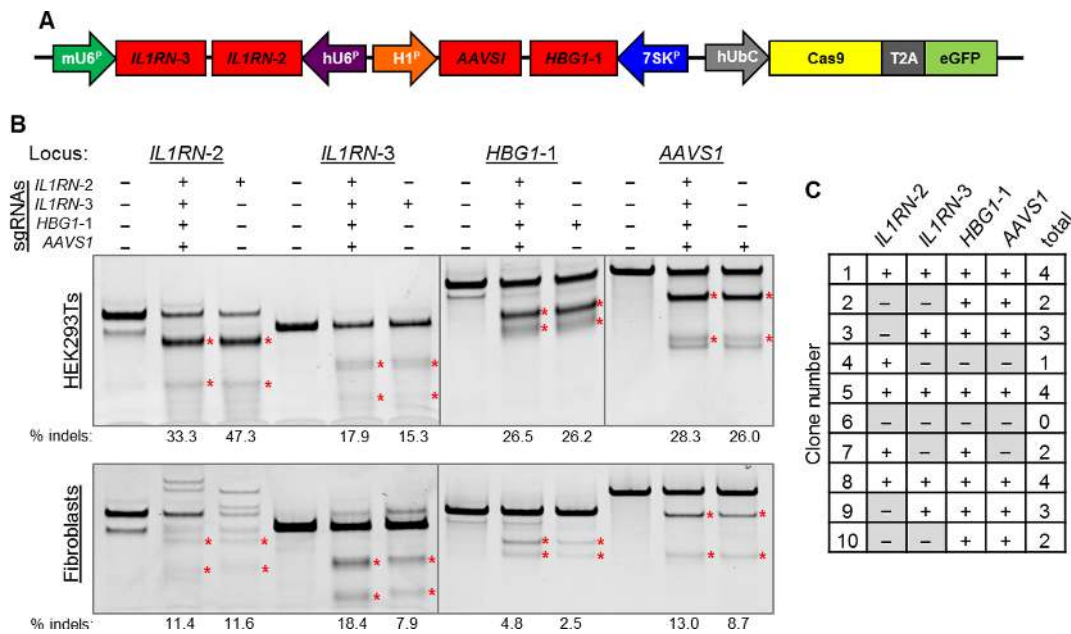 A
mU6ᴾ IL1RN-3 IL1RN-2 hU6ᴾ H1ᴾ AAVSI HBG1-1 7SKᴾ hUbC Cas9 T2A eGFP
B
Locus: IL1RN-2 IL1RN-3 HBG1-1 AAVS1
sgRNAs
IL1RN-2 – + + – + – – + – – + –
IL1RN-3 – + – – + + – + – – + –
HBG1-1 – + – – + – – + + – + –
AAVS1 – + – – + – – + – – + +
HEK293Ts
* * * * * * * *
* * * * * * * *
% indels: 33.3 47.3 17.9 15.3 26.5 26.2 28.3 26.0
Fibroblasts
* * * * * * * *
* * * * * * * *
% indels: 11.4 11.6 18.4 7.9 4.8 2.5 13.0 8.7
C
IL1RN-2 IL1RN-3 HBG1-1 AAVS1 total
Clone number
1 + + + + 4
2 – – + + 2
3 – + + + 3
4 + – – – 1
5 + + + + 4
6 – – – – 0
7 + – + – 2
8 + + + + 4
9 – + + + 3
10 – – + + 2